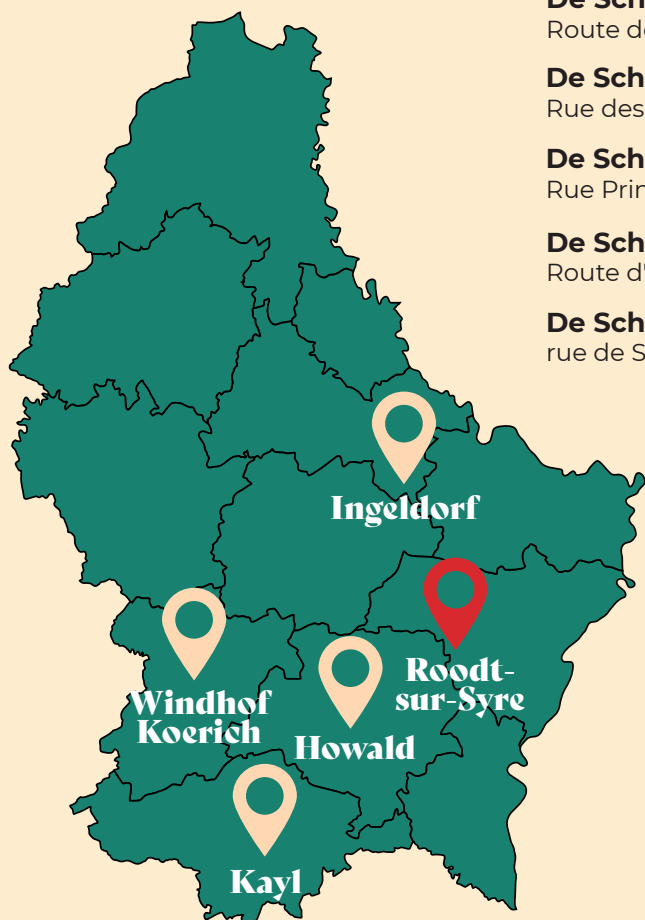 De Sch
Route d
De Sch
Rue des
De Sch
Rue Prin
De Sch
Route d'
De Sch
rue de S
Ingeldorf
Roodt-
sur-Syre
Windhof
Koerich
Howald
Kayl